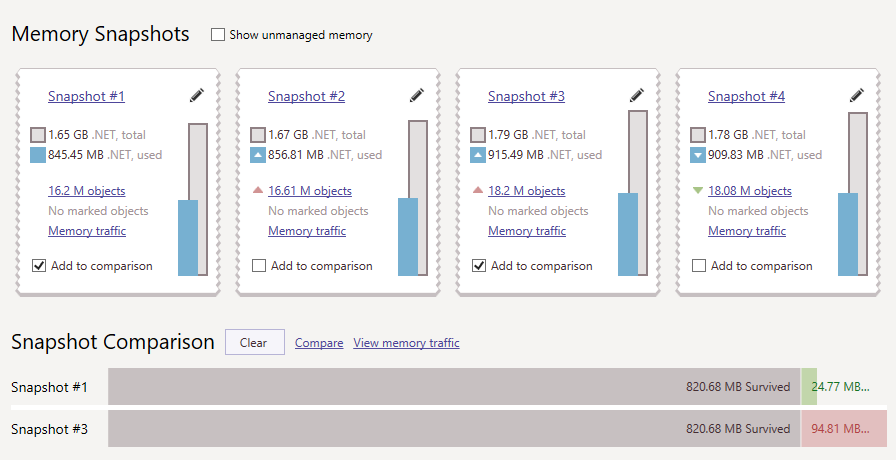 Memory Snapshots Show unmanaged memory
Snapshot #1
1.65 GB .NET, total
845.45 MB .NET, used
16.2 M objects
No marked objects
Memory traffic
Add to comparison
Snapshot #2
1.67 GB .NET, total
856.81 MB .NET, used
16.61 M objects
No marked objects
Memory traffic
Add to comparison
Snapshot #3
1.79 GB .NET, total
915.49 MB .NET, used
18.2 M objects
No marked objects
Memory traffic
Add to comparison
Snapshot #4
1.78 GB .NET, total
909.83 MB .NET, used
18.08 M objects
No marked objects
Memory traffic
Add to comparison
Snapshot Comparison Clear Compare View memory traffic
Snapshot #1 820.68 MB Survived 24.77 MB...
Snapshot #3 820.68 MB Survived 94.81 MB...